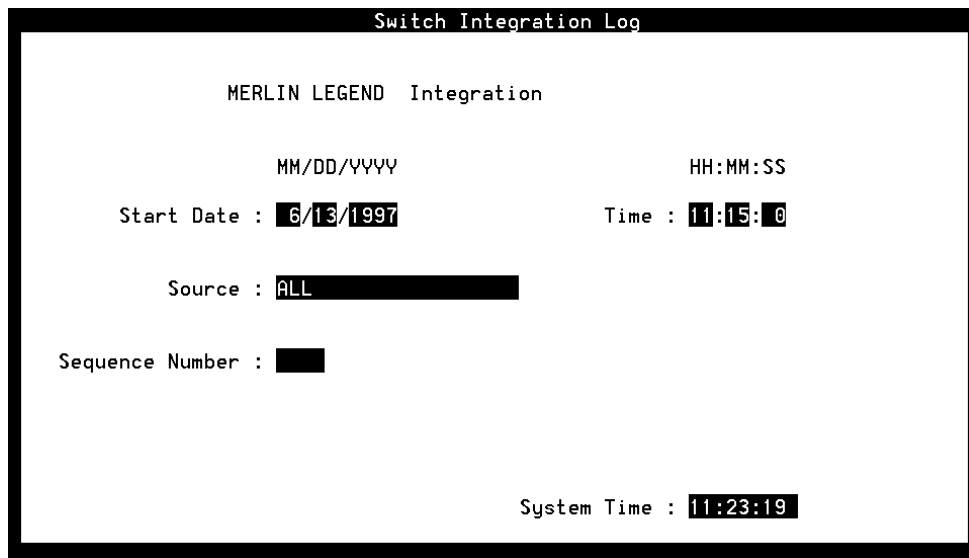 Switch Integration Log
MERLIN LEGEND Integration
MM/DD/YYYY HH:MM:SS
Start Date : 6/13/1997 Time : 11:15: 0
Source : ALL
Sequence Number :
System Time : 11:23:19